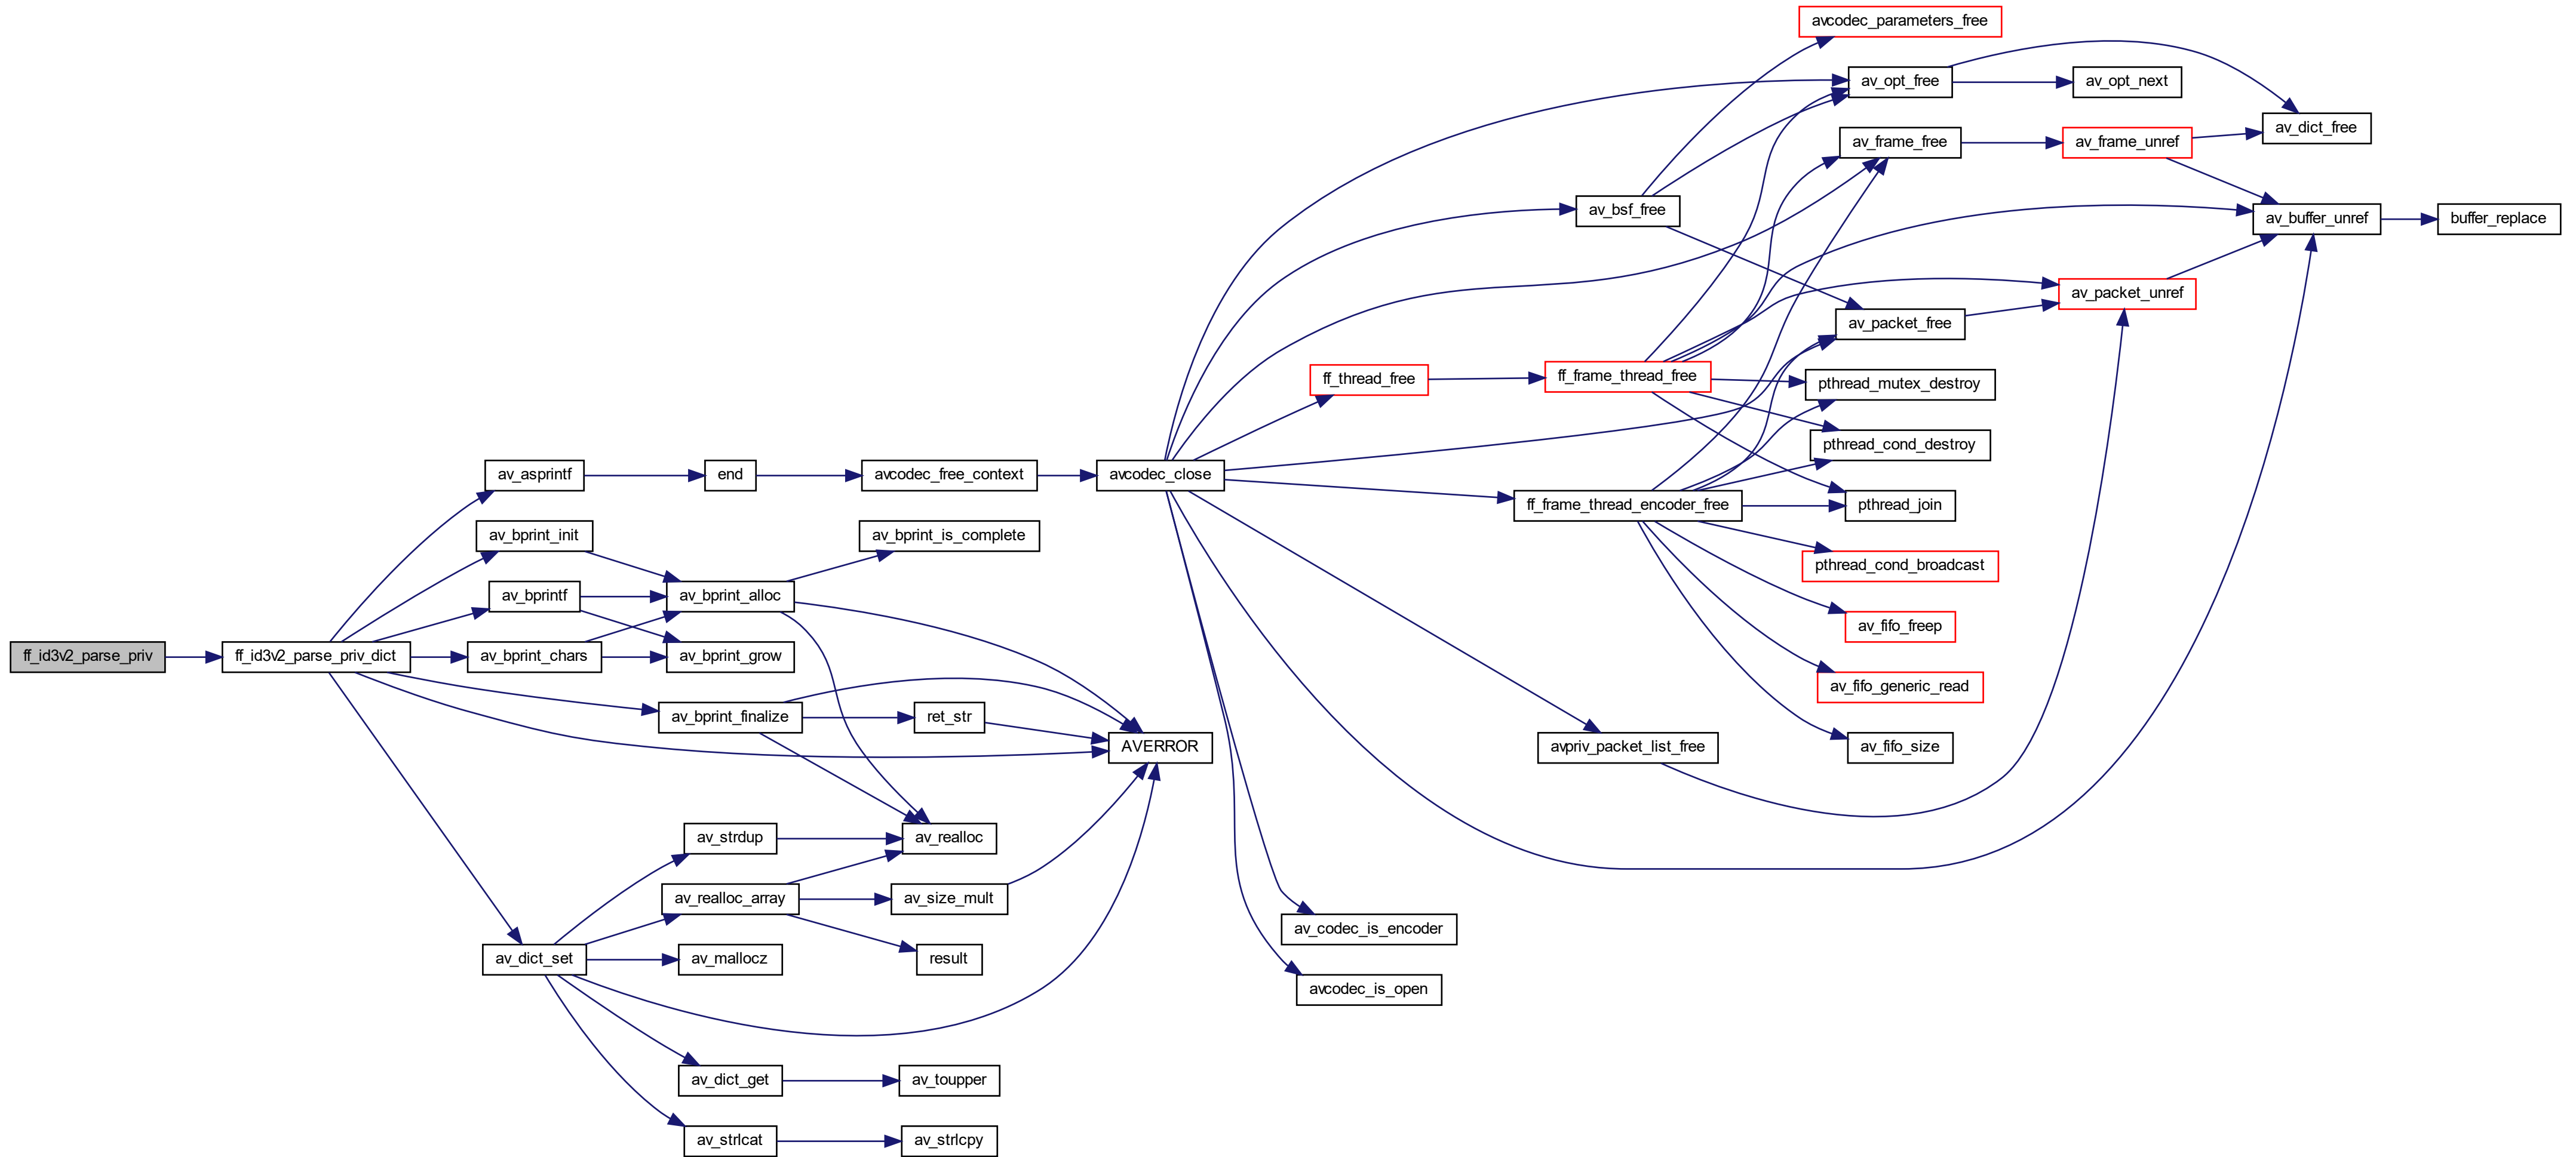 avcodec_parameters_free
av_opt_free
av_opt_next
av_dict_free
av_frame_free
av_frame_unref
av_bsf_free
av_buffer_unref
buffer_replace
av_packet_unref
av_packet_free
ff_thread_free
ff_frame_thread_free
pthread_mutex_destroy
pthread_cond_destroy
av_asprintf
end
avcodec_free_context
avcodec_close
ff_frame_thread_encoder_free
pthread_join
av_bprint_init
av_bprint_is_complete
pthread_cond_broadcast
av_bprintf
av_bprint_alloc
av_fifo_freep
ff_id3v2_parse_priv
ff_id3v2_parse_priv_dict
av_bprint_chars
av_bprint_grow
av_fifo_generic_read
av_bprint_finalize
ret_str
AVERROR
avpriv_packet_list_free
av_fifo_size
av_strdup
av_realloc
av_realloc_array
av_size_mult
av_codec_is_encoder
av_dict_set
av_mallocz
result
avcodec_is_open
av_dict_get
av_toupper
av_strlcat
av_strlcpy